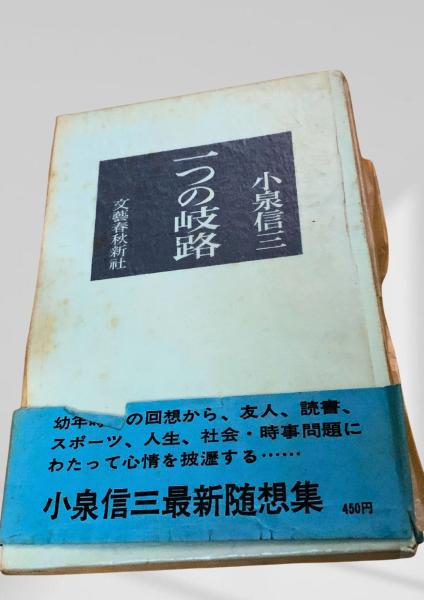 小泉信三
一つの岐路
文藝春秋新社
幼年の回想から、友人、読書、
スポーツ、人生、社会・時事問題に
わたって心情を披瀝する……
小泉信三最新随想集 450円